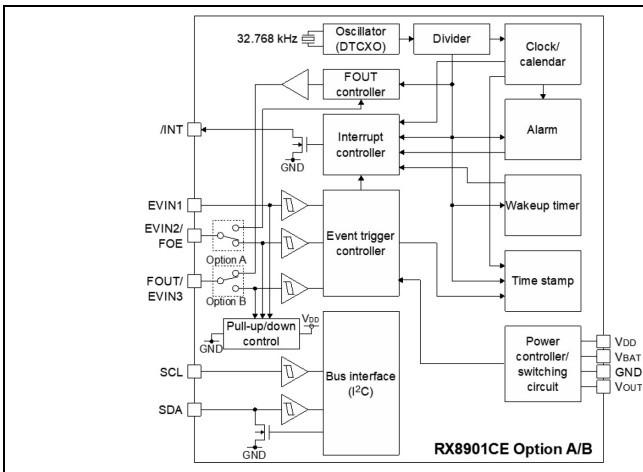 32.768 kHz
Oscillator
(DTCXO)
Divider
Clock/
calendar
FOUT
controller
/INT
GND
Interrupt
controller
Alarm
EVIN1
EVIN2/
FOE
Option A
FOUT/
EVIN3
Option B
Event trigger
controller
Wakeup timer
Time stamp
GND
Pull-up/down
control
VDD
SCL
SDA
GND
Bus interface
(I²C)
Power
controller/
switching
circuit
VDD
VBAT
GND
VOUT
RX8901CE Option A/B